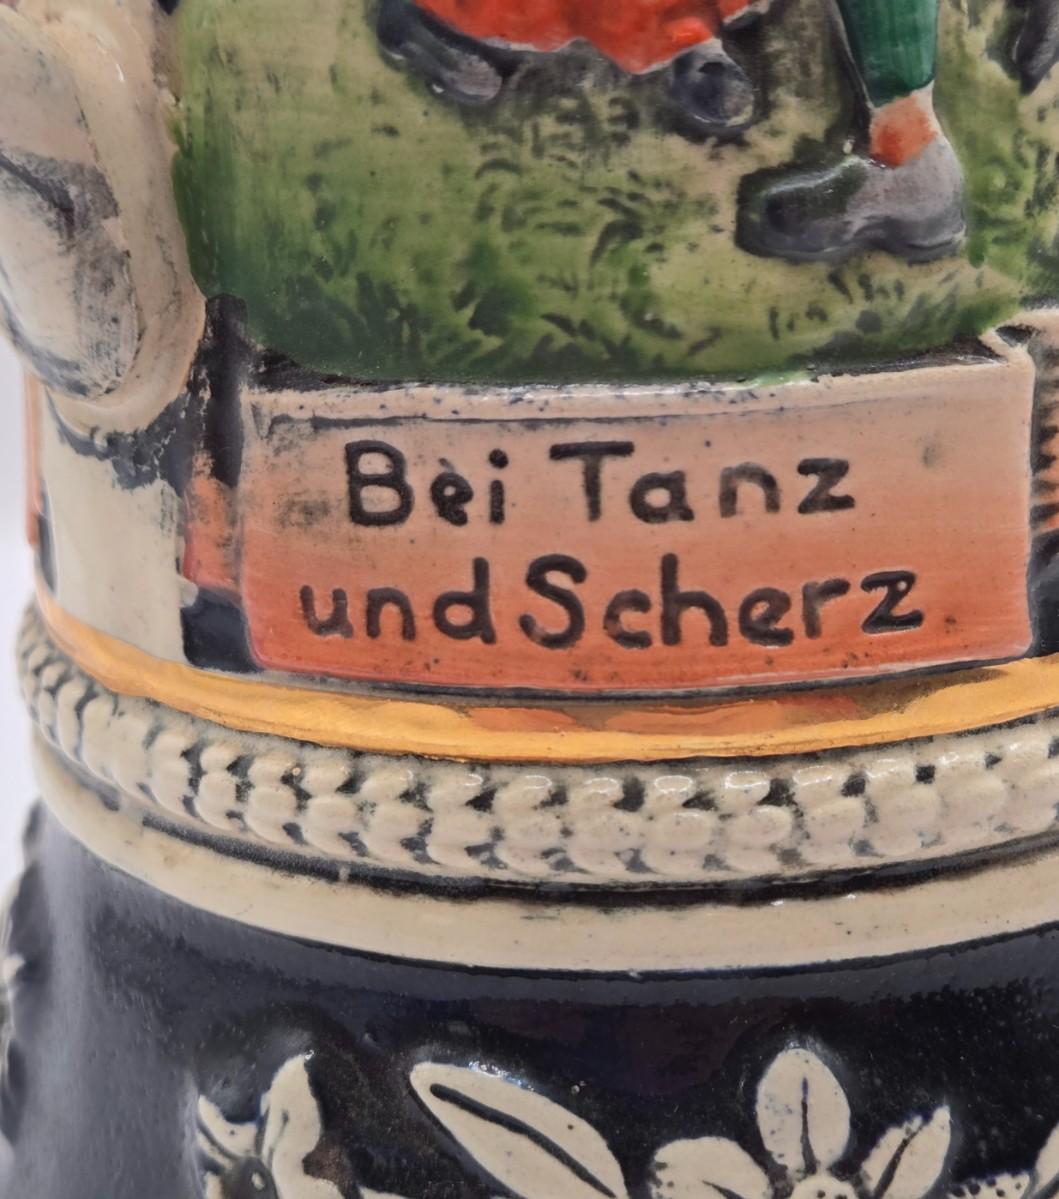 Bei Tanz
und Scherz